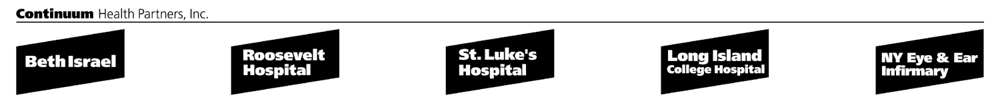 Continuum Health Partners, Inc.
Beth Israel
Roosevelt
Hospital
St. Luke's
Hospital
Long Island
College Hospital
NY Eye & Ear
Infirmary